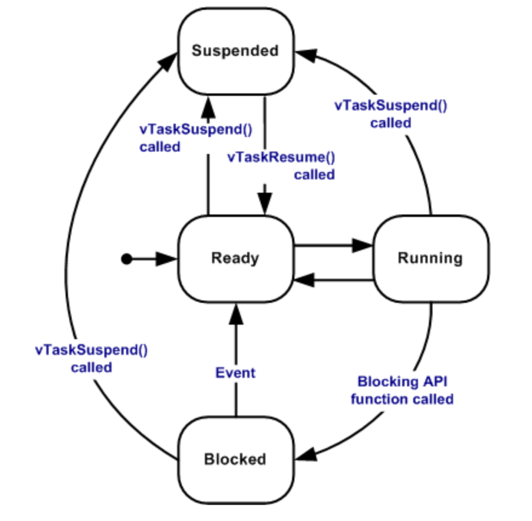 Suspended
vTaskSuspend()
called
vTaskSuspend()
called
vTaskResume()
called
Ready
Running
vTaskSuspend()
called
Event
Blocking API
function called
Blocked